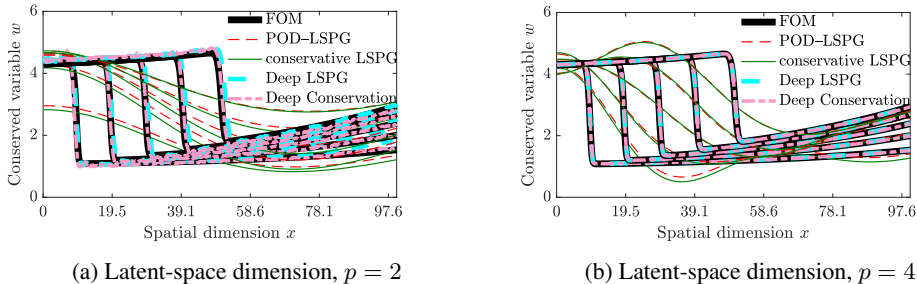 Conserved variable w
6
4
2
0
FOM
POD–LSPG
conservative LSPG
Deep LSPG
Deep Conservation
0 19.5 39.1 58.6 78.1 97.6
Spatial dimension x
(a) Latent-space dimension, p = 2
Conserved variable w
6
4
2
0
FOM
POD–LSPG
conservative LSPG
Deep LSPG
Deep Conservation
0 19.5 39.1 58.6 78.1 97.6
Spatial dimension x
(b) Latent-space dimension, p = 4